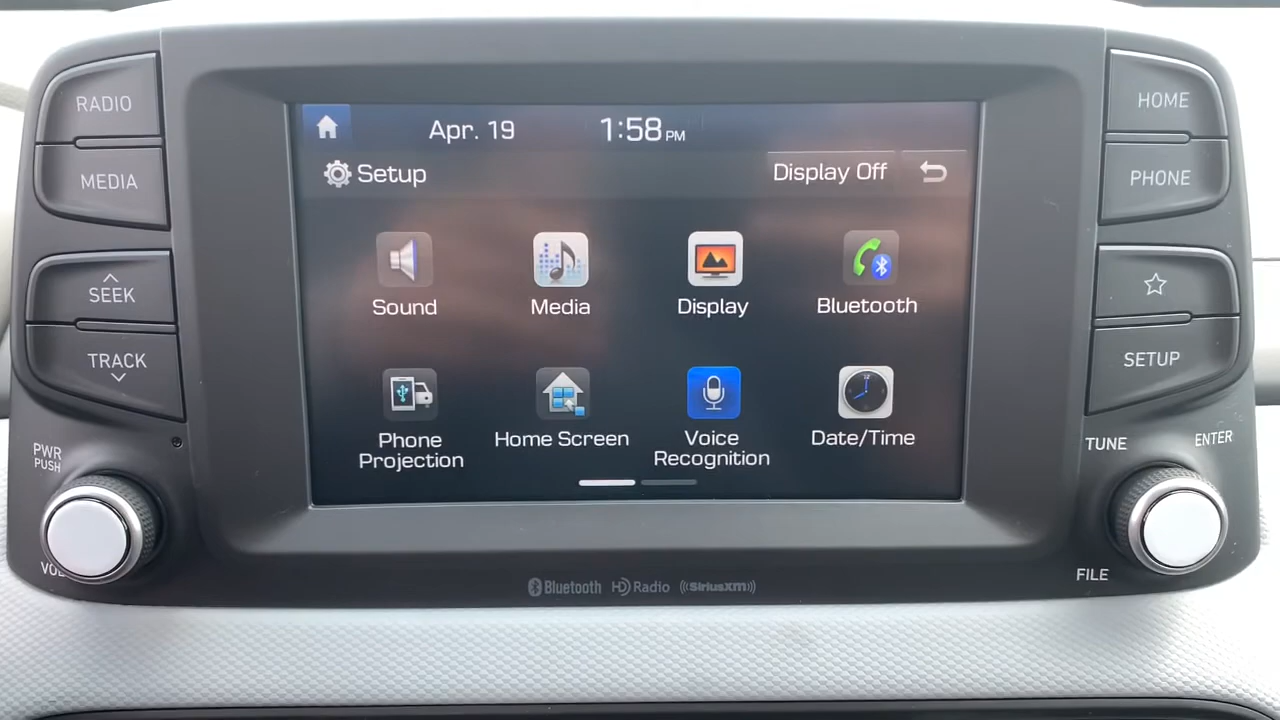 RADIO
MEDIA
SEEK
TRACK
PWR
PUSH
VOL
Apr. 19
1:58 PM
Setup
Display Off
Sound
Media
Display
Bluetooth
Phone
Projection
Home Screen
Voice
Recognition
Date/Time
HOME
PHONE
SETUP
TUNE
ENTER
FILE
Bluetooth
HD Radio
((SiriusXM))